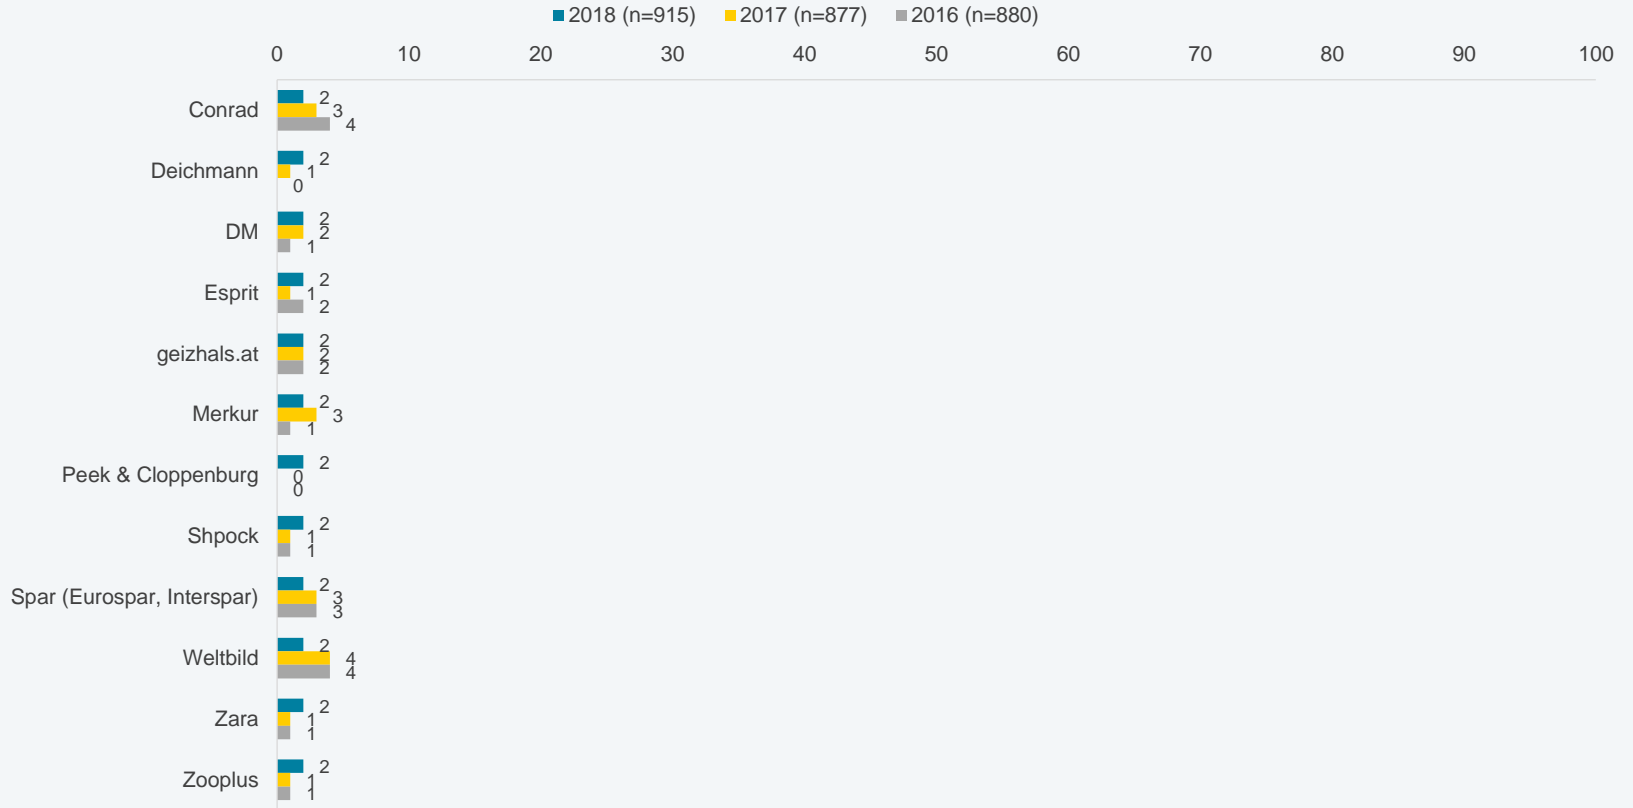 2018 (n=915) 2017 (n=877) 2016 (n=880)
0 10 20 30 40 50 60 70 80 90 100
Conrad 2
3
4
Deichmann 2
1
0
DM 2
2
1
Esprit 2
1
2
geizhals.at 2
2
2
Merkur 2
3
1
Peek & Cloppenburg 2
0
0
Shpock 2
1
1
Spar (Eurospar, Interspar) 2
3
3
Weltbild 2
4
4
Zara 2
1
1
Zooplus 2
1
1